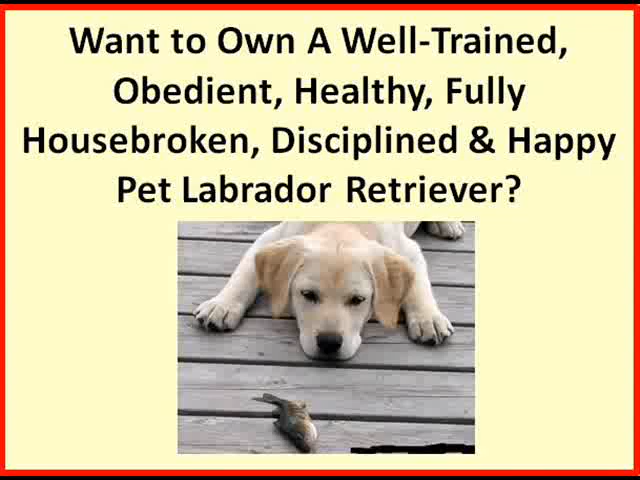 Want to Own A Well-Trained,
Obedient, Healthy, Fully
Housebroken, Disciplined & Happy
Pet Labrador Retriever?